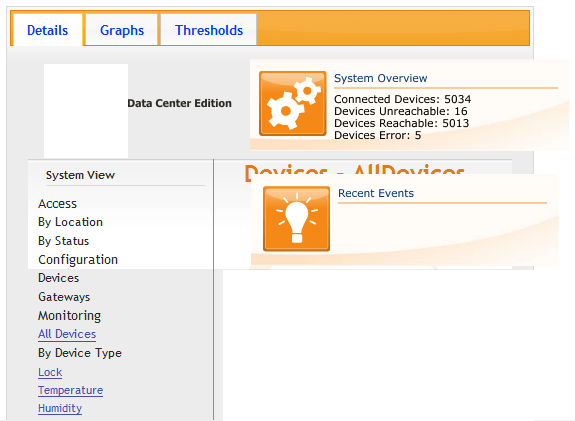 Details
Graphs
Thresholds
Data Center Edition
System Overview
Connected Devices: 5034
Devices Unreachable: 16
Devices Reachable: 5013
Devices Error: 5
System View
Devices - AllDevices
Recent Events
Access
By Location
By Status
Configuration
Devices
Gateways
Monitoring
All Devices
By Device Type
Lock
Temperature
Humidity